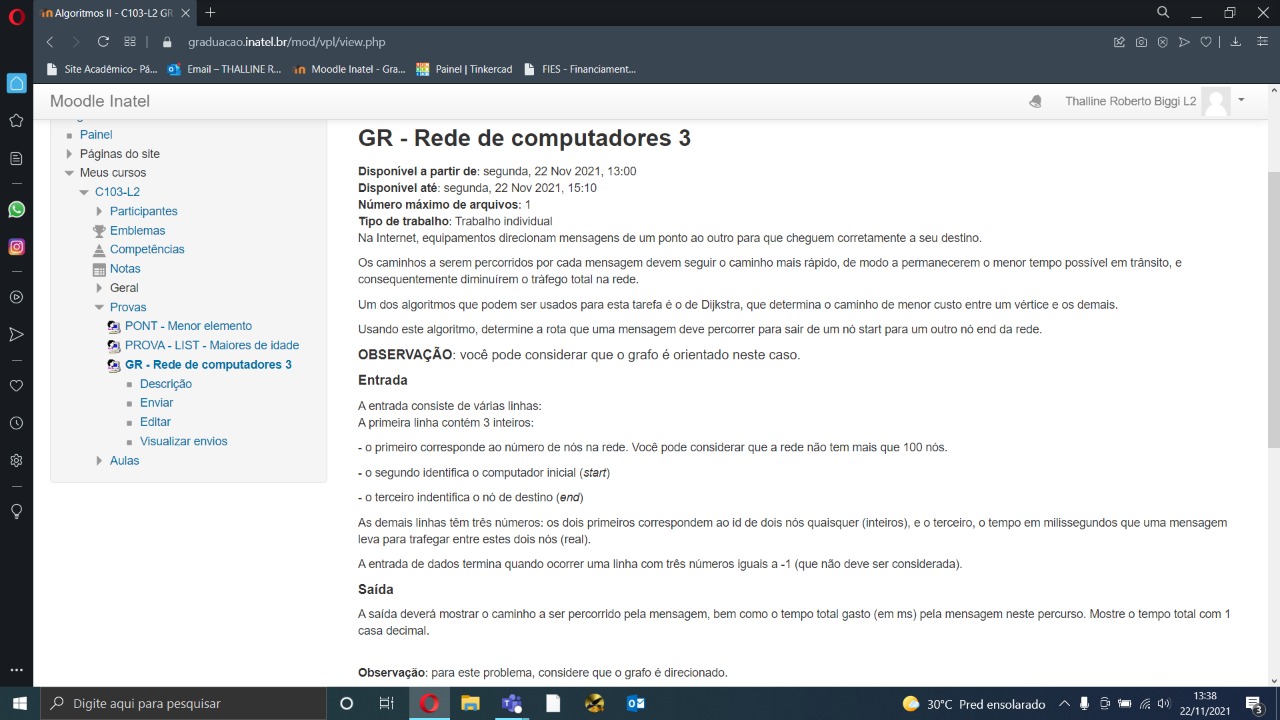 Algoritmos II - C103-L2 GR
graduacao.inatel.br/mod/vpl/view.php
Site Acadêmico- Pá...
Email – THALLINE R...
Moodle Inatel - Gra...
Painel | Tinkercad
FIES - Financiament...
Moodle Inatel
Thalline Roberto Biggi L2
Painel
Páginas do site
Meus cursos
C103-L2
Participantes
Emblemas
Competências
Notas
Geral
Provas
PONT - Menor elemento
PROVA - LIST - Maiores de idade
GR - Rede de computadores 3
Descrição
Enviar
Editar
Visualizar envios
Aulas
GR - Rede de computadores 3
Disponível a partir de: segunda, 22 Nov 2021, 13:00
Disponível até: segunda, 22 Nov 2021, 15:10
Número máximo de arquivos: 1
Tipo de trabalho: Trabalho individual
Na Internet, equipamentos direcionam mensagens de um ponto ao outro para que cheguem corretamente a seu destino.
Os caminhos a serem percorridos por cada mensagem devem seguir o caminho mais rápido, de modo a permanecerem o menor tempo possível em trânsito, e
consequentemente diminuírem o tráfego total na rede.
Um dos algoritmos que podem ser usados para esta tarefa é o de Dijkstra, que determina o caminho de menor custo entre um vértice e os demais.
Usando este algoritmo, determine a rota que uma mensagem deve percorrer para sair de um nó start para um outro nó end da rede.
OBSERVAÇÃO: você pode considerar que o grafo é orientado neste caso.
Entrada
A entrada consiste de várias linhas:
A primeira linha contém 3 inteiros:
- o primeiro corresponde ao número de nós na rede. Você pode considerar que a rede não tem mais que 100 nós.
- o segundo identifica o computador inicial (start)
- o terceiro indentifica o nó de destino (end)
As demais linhas têm três números: os dois primeiros correspondem ao id de dois nós quaisquer (inteiros), e o terceiro, o tempo em milissegundos que uma mensagem
leva para trafegar entre estes dois nós (real).
A entrada de dados termina quando ocorrer uma linha com três números iguais a -1 (que não deve ser considerada).
Saída
A saída deverá mostrar o caminho a ser percorrido pela mensagem, bem como o tempo total gasto (em ms) pela mensagem neste percurso. Mostre o tempo total com 1
casa decimal.
Observação: para este problema, considere que o grafo é direcionado.
Digite aqui para pesquisar
30°C Pred ensolarado
13:38
22/11/2021
3